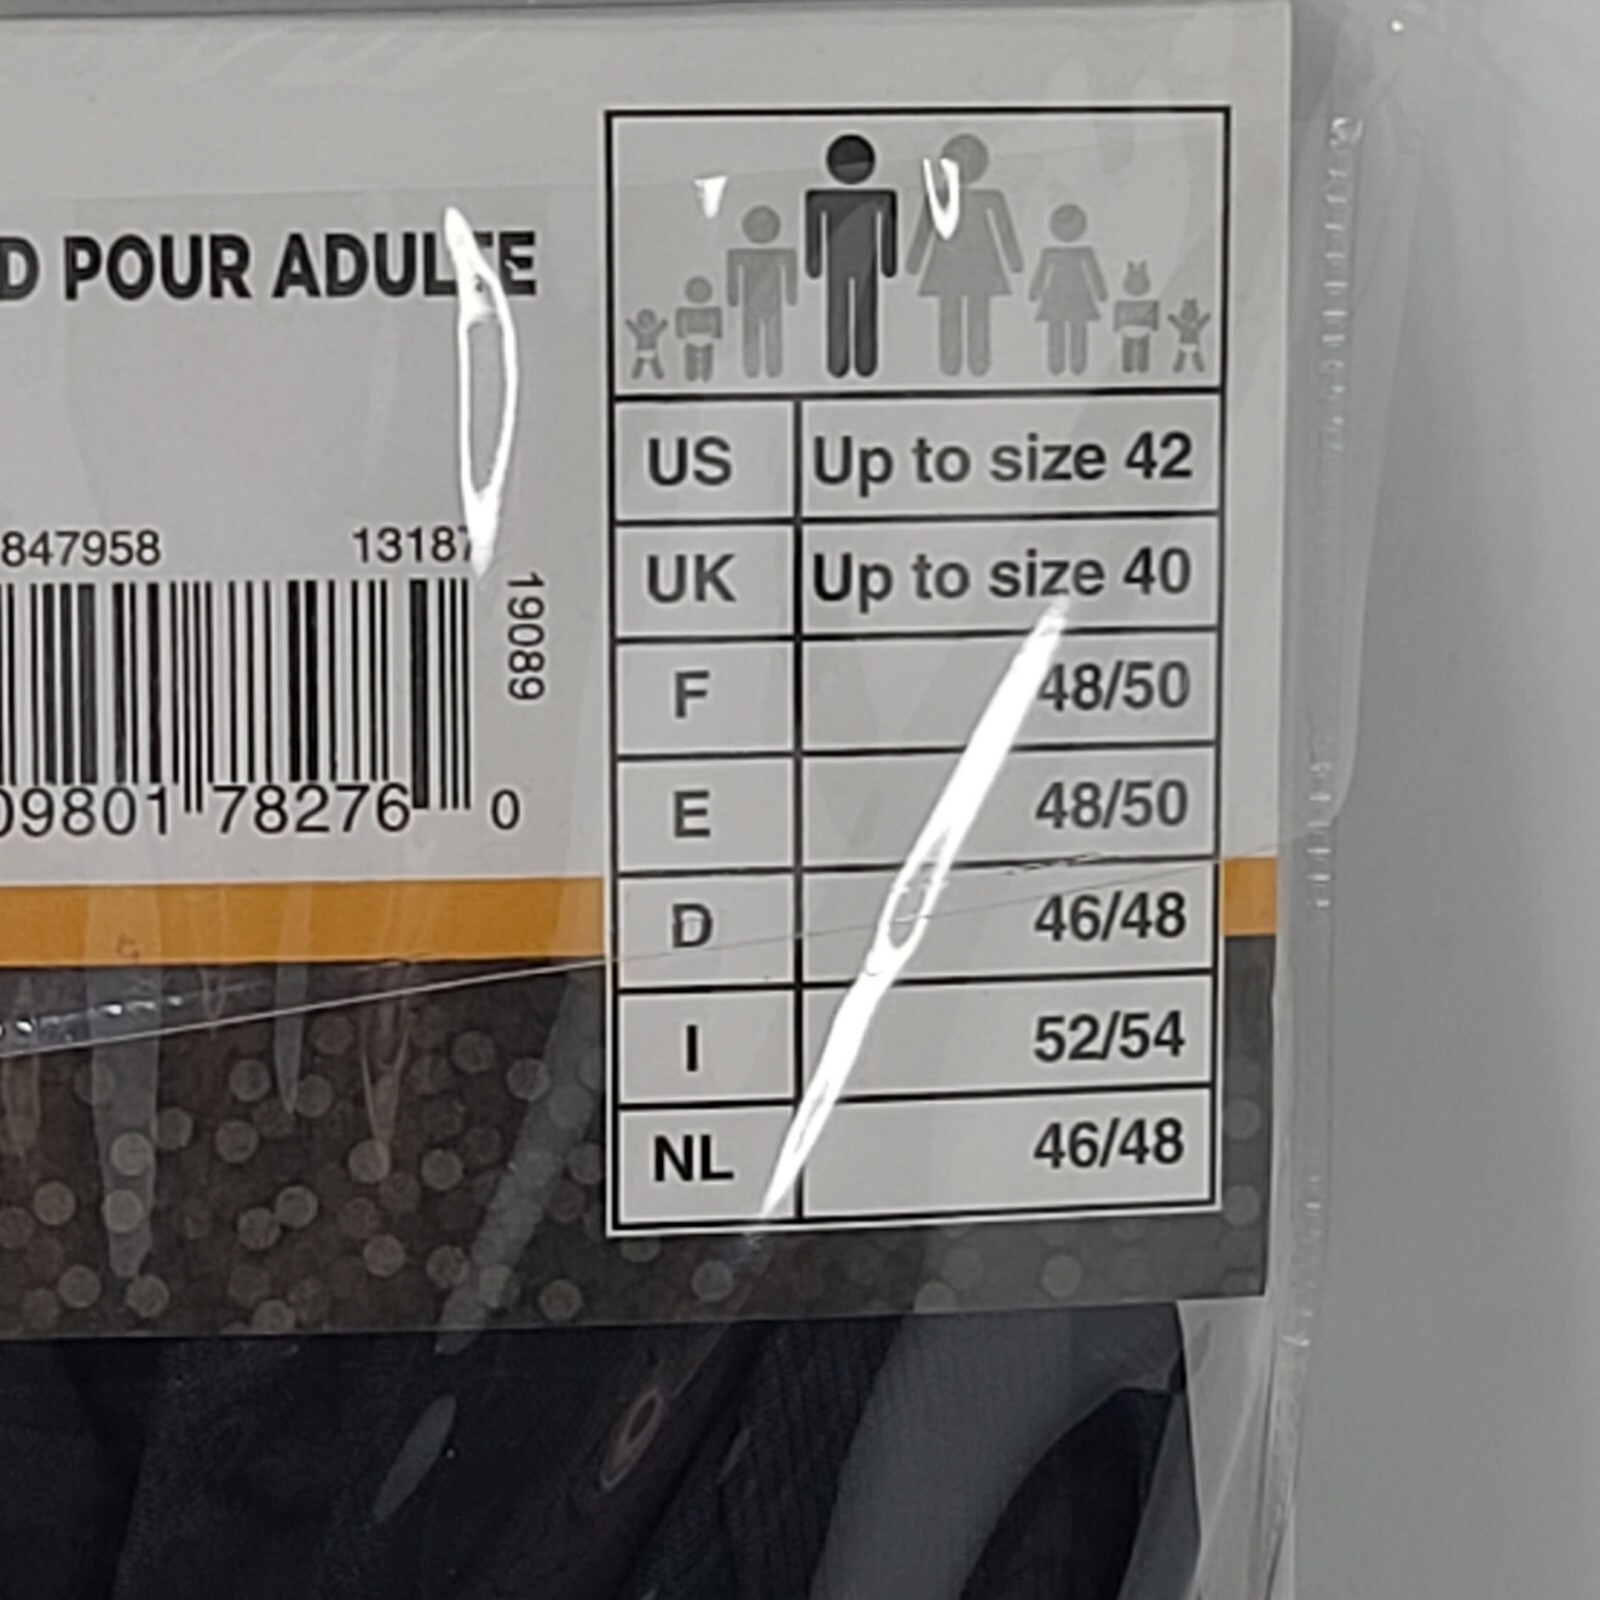 D POUR ADULTE
847958 13187
19089
09801 78276 0
US Up to size 42
UK Up to size 40
F 48/50
E 48/50
D 46/48
I 52/54
NL 46/48